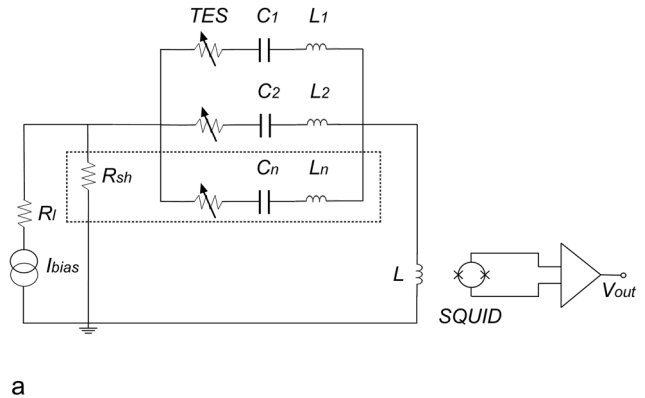 TES C1 L1
C2 L2
Cn Ln
Rsh
Rl
Ibias
L
Vout
SQUID
a